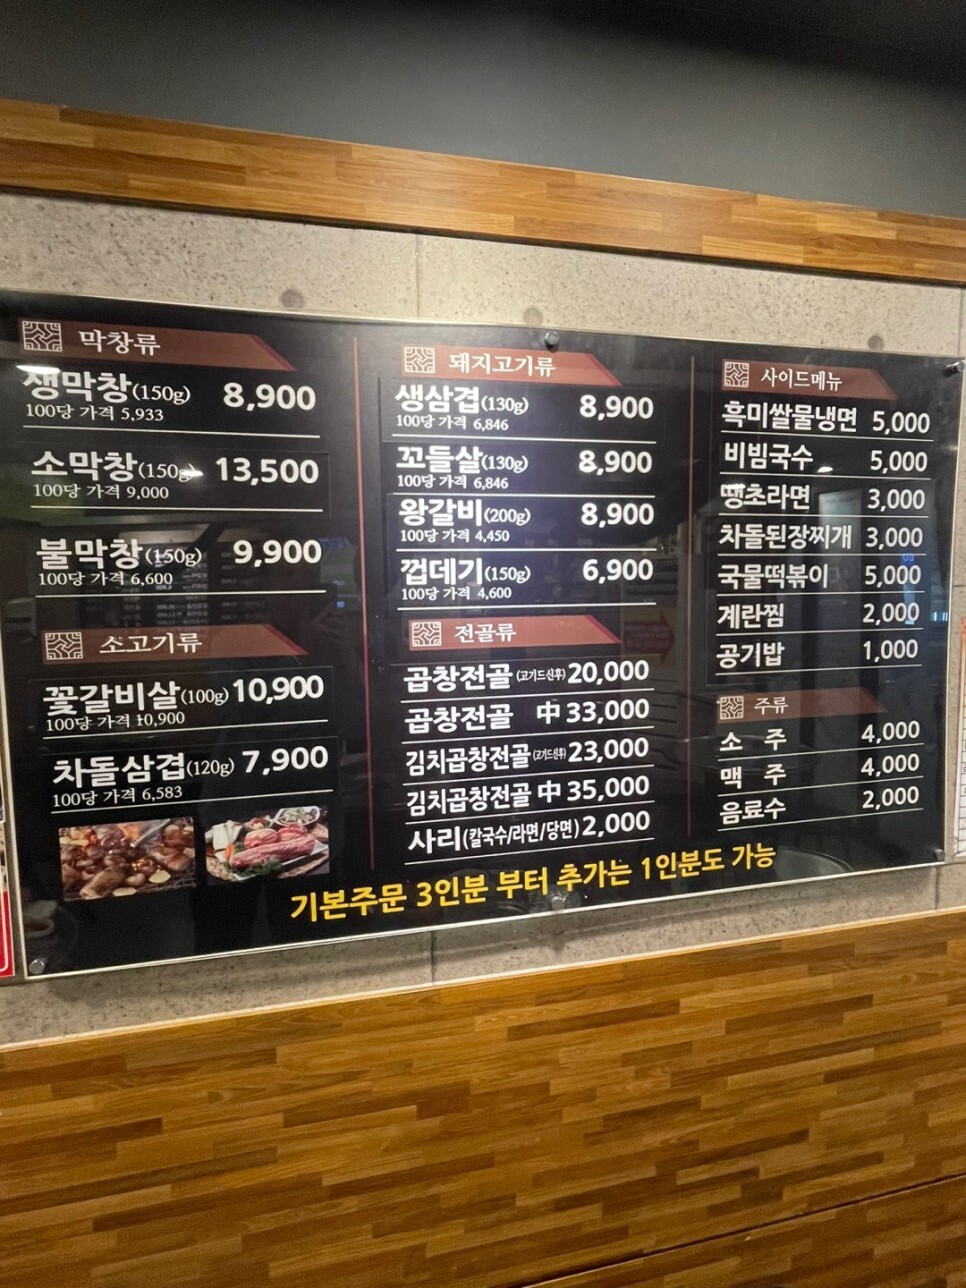 막창류
생막창(150g) 8,900
100당 가격 5,933
소막창(150g) 13,500
100당 가격 9,000
불막창(150g) 9,900
100당 가격 6,600
소고기류
꽃갈비살(100g) 10,900
100당 가격 10,900
차돌삼겹(120g) 7,900
100당 가격 6,583
돼지고기류
생삼겹(130g) 8,900
100당 가격 6,846
꼬들살(130g) 8,900
100당 가격 6,846
왕갈비(200g) 8,900
100당 가격 4,450
껍데기(150g) 6,900
100당 가격 4,600
전골류
곱창전골(고기드신후) 20,000
곱창전골 中 33,000
김치곱창전골(고기드신후) 23,000
김치곱창전골 中 35,000
사리(칼국수/라면/당면) 2,000
사이드메뉴
흑미쌀물냉면 5,000
비빔국수 5,000
땡초라면 3,000
차돌된장찌개 3,000
국물떡볶이 5,000
계란찜 2,000
공기밥 1,000
주류
소 주 4,000
맥 주 4,000
음료수 2,000
기본주문 3인분 부터 추가는 1인분도 가능